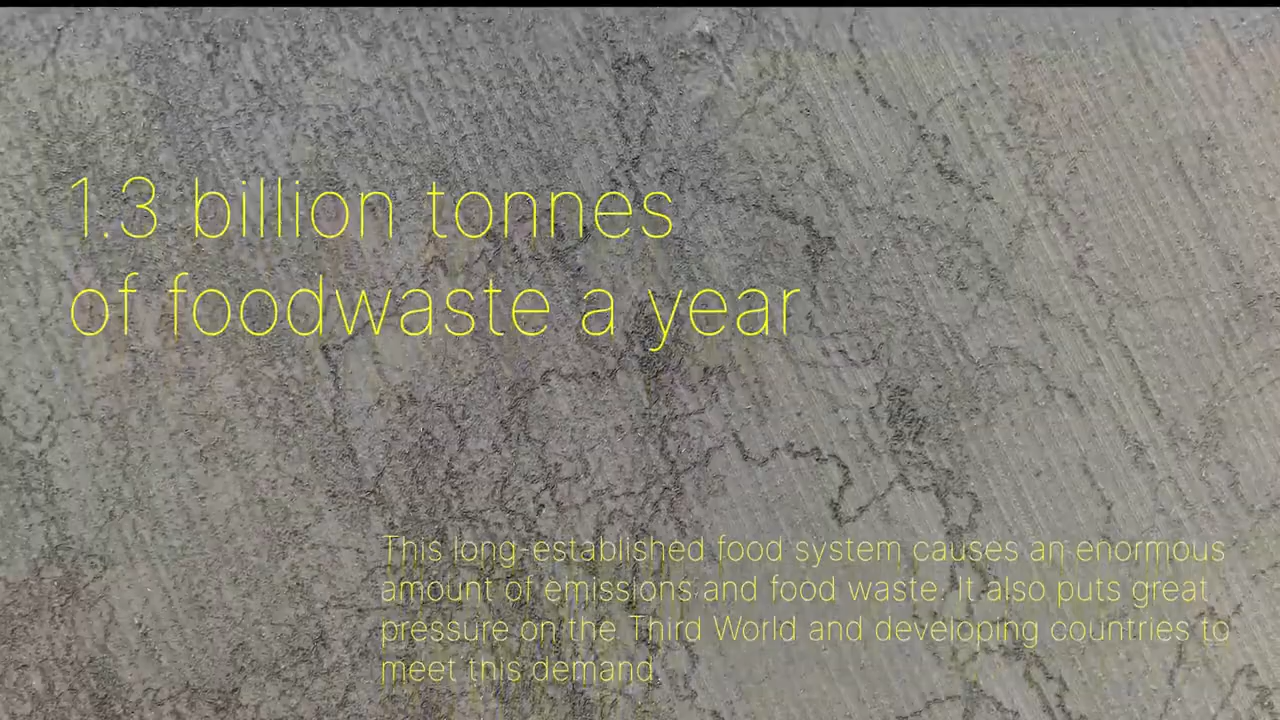 1.3 billion tonnes
of foodwaste a year
This long-established food system causes an enormous
amount of emissions and food waste. It also puts great
pressure on the Third World and developing countries to
meet this demand.